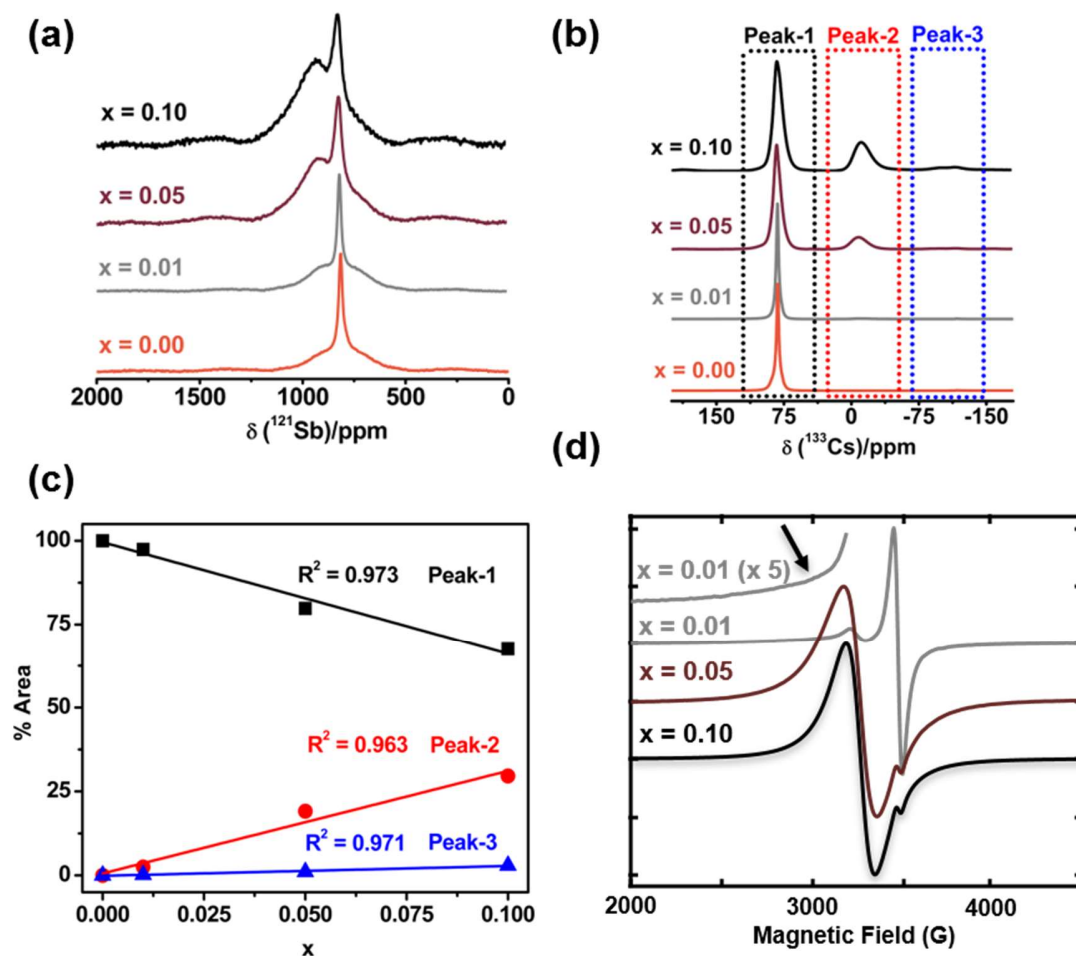 (a)
x = 0.10
x = 0.05
x = 0.01
x = 0.00
2000 1500 1000 500 0
δ (¹²¹Sb)/ppm
(b)
Peak-1 Peak-2 Peak-3
x = 0.10
x = 0.05
x = 0.01
x = 0.00
150 75 0 -75 -150
δ (¹³³Cs)/ppm
(c)
100
75
50
25
0
% Area
R² = 0.973 Peak-1
R² = 0.963 Peak-2
R² = 0.971 Peak-3
0.000 0.025 0.050 0.075 0.100
x
(d)
x = 0.01 (x 5)
x = 0.01
x = 0.05
x = 0.10
2000 3000 4000
Magnetic Field (G)